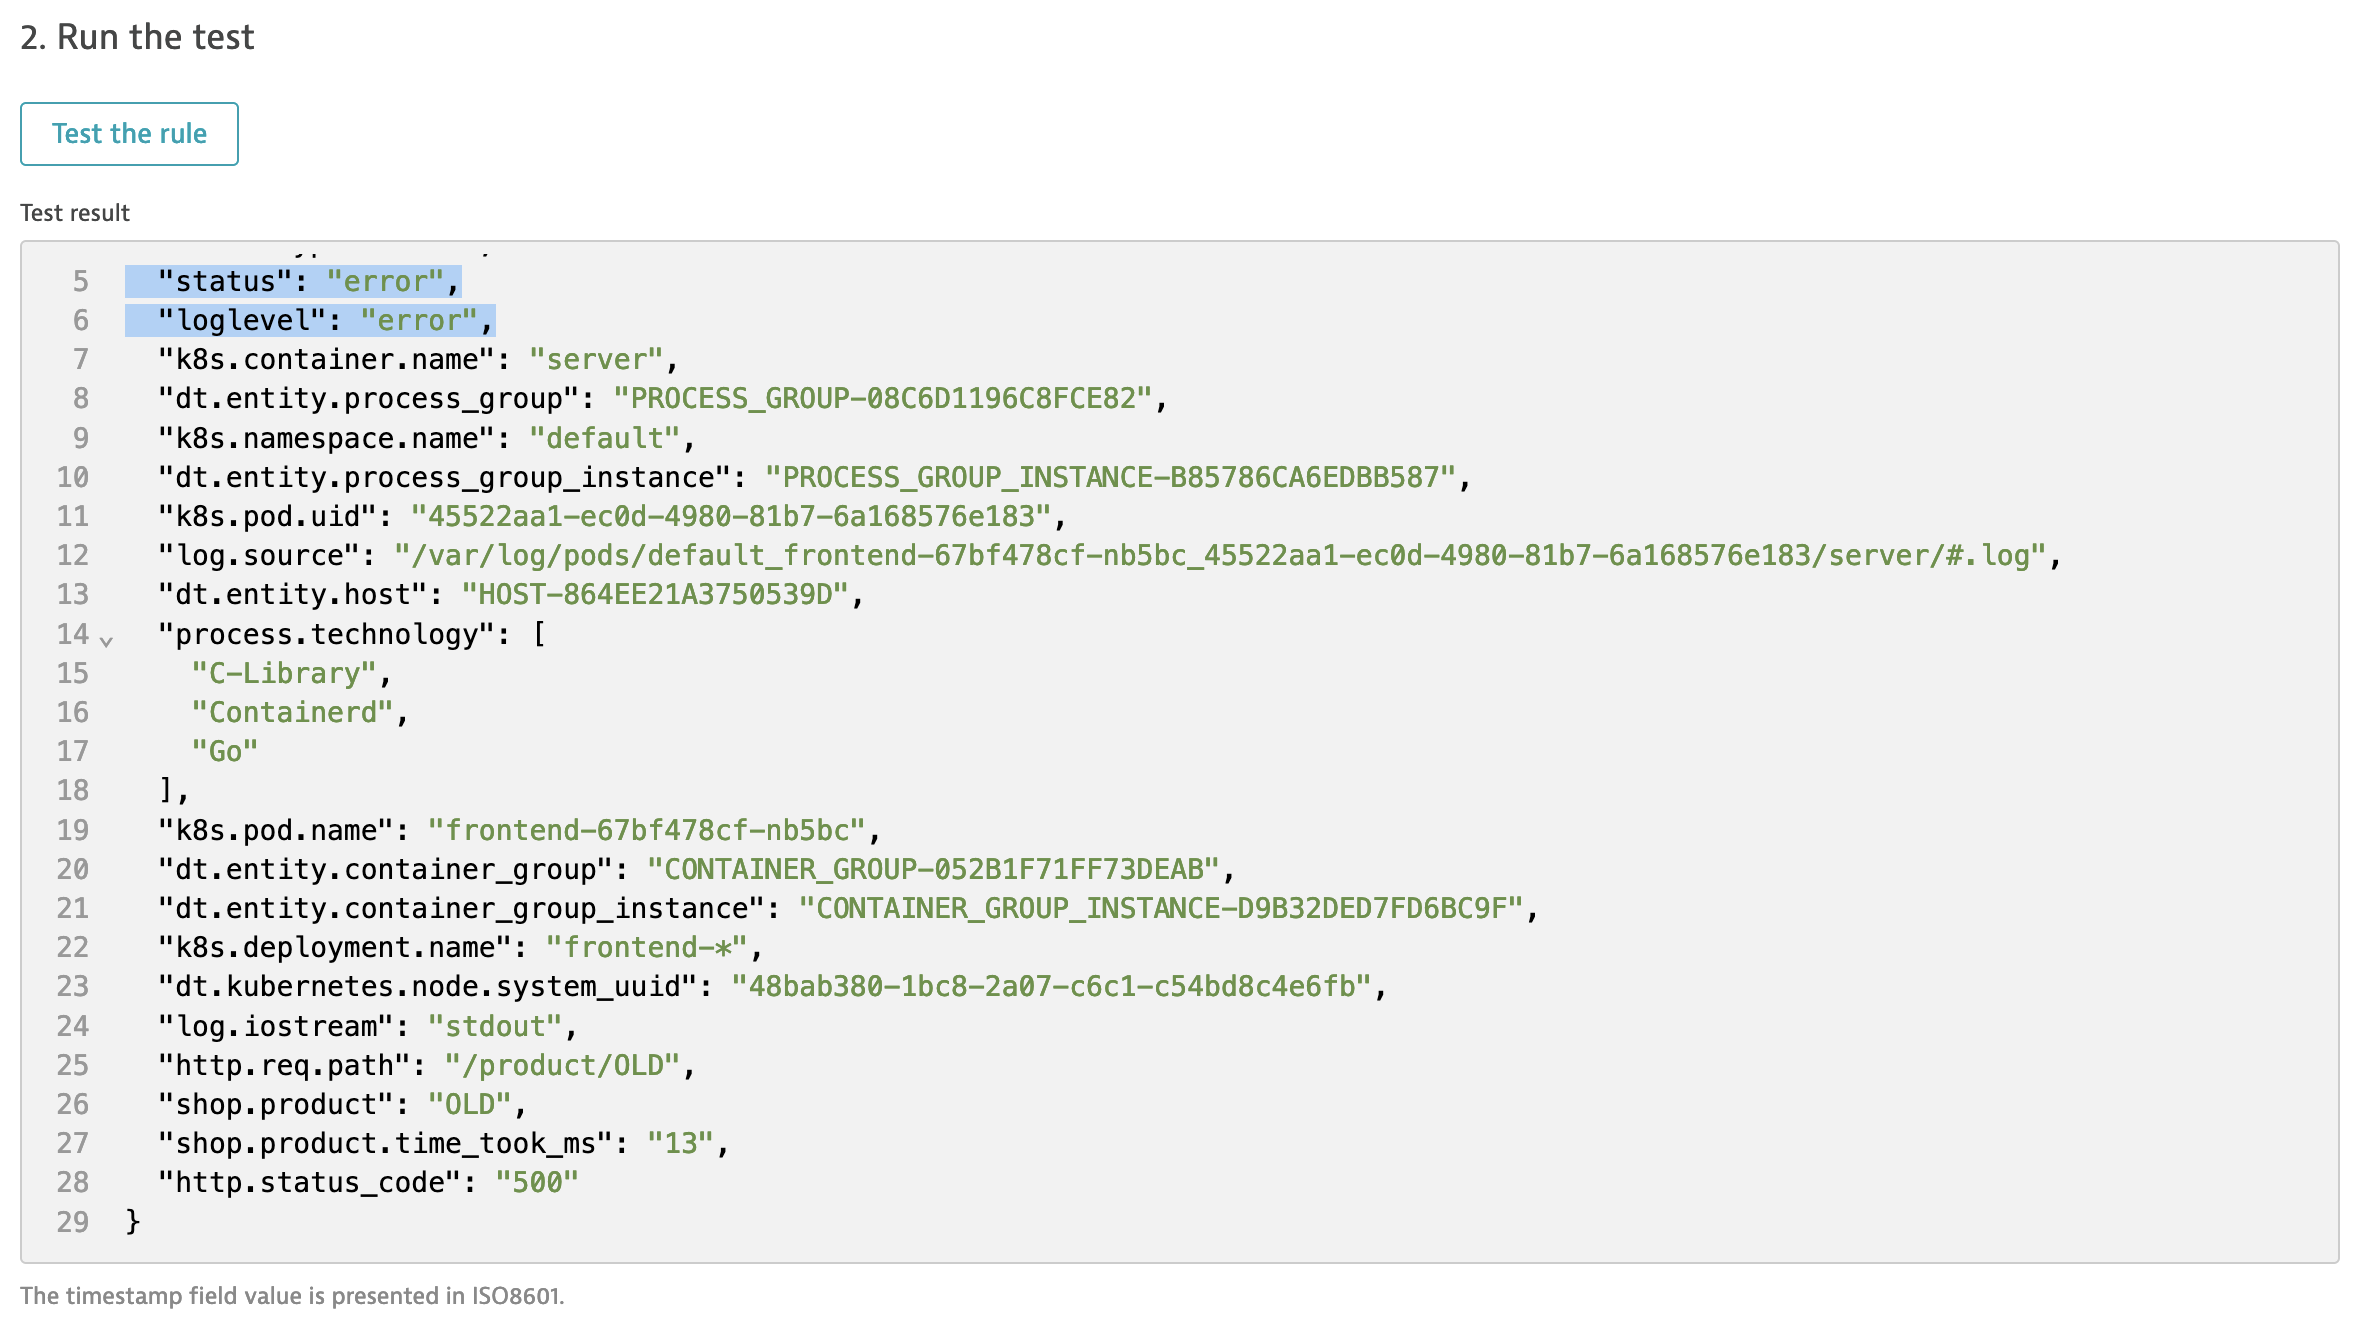 2. Run the test
Test the rule
Test result
5 "status": "error",
6 "loglevel": "error",
7 "k8s.container.name": "server",
8 "dt.entity.process_group": "PROCESS_GROUP-08C6D1196C8FCE82",
9 "k8s.namespace.name": "default",
10 "dt.entity.process_group_instance": "PROCESS_GROUP_INSTANCE-B85786CA6EDBB587",
11 "k8s.pod.uid": "45522aa1-ec0d-4980-81b7-6a168576e183",
12 "log.source": "/var/log/pods/default_frontend-67bf478cf-nb5bc_45522aa1-ec0d-4980-81b7-6a168576e183/server/#.log",
13 "dt.entity.host": "HOST-864EE21A3750539D",
14 "process.technology": [
15 "C-Library",
16 "Containerd",
17 "Go"
18 ],
19 "k8s.pod.name": "frontend-67bf478cf-nb5bc",
20 "dt.entity.container_group": "CONTAINER_GROUP-052B1F71FF73DEAB",
21 "dt.entity.container_group_instance": "CONTAINER_GROUP_INSTANCE-D9B32DED7FD6BC9F",
22 "k8s.deployment.name": "frontend-*",
23 "dt.kubernetes.node.system_uuid": "48bab380-1bc8-2a07-c6c1-c54bd8c4e6fb",
24 "log.iostream": "stdout",
25 "http.req.path": "/product/OLD",
26 "shop.product": "OLD",
27 "shop.product.time_took_ms": "13",
28 "http.status_code": "500"
29 }
The timestamp field value is presented in ISO8601.